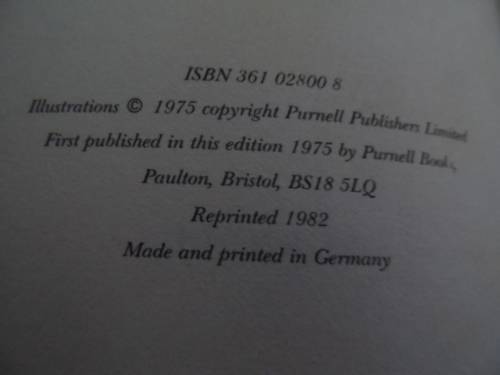 ISBN 361 02800 8
Illustrations © 1975 copyright Purnell Publishers Limited
First published in this edition 1975 by Purnell Books,
Paulton, Bristol, BS18 5LQ
Reprinted 1982
Made and printed in Germany